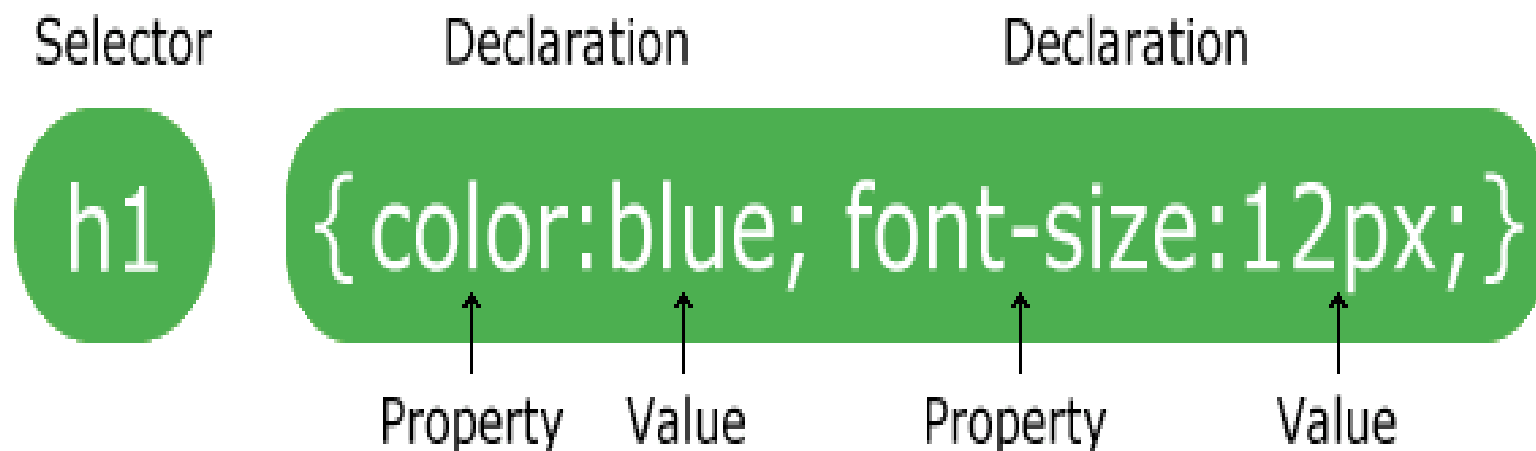 Selector Declaration Declaration
h1 {color:blue; font-size:12px;}
Property Value Property Value